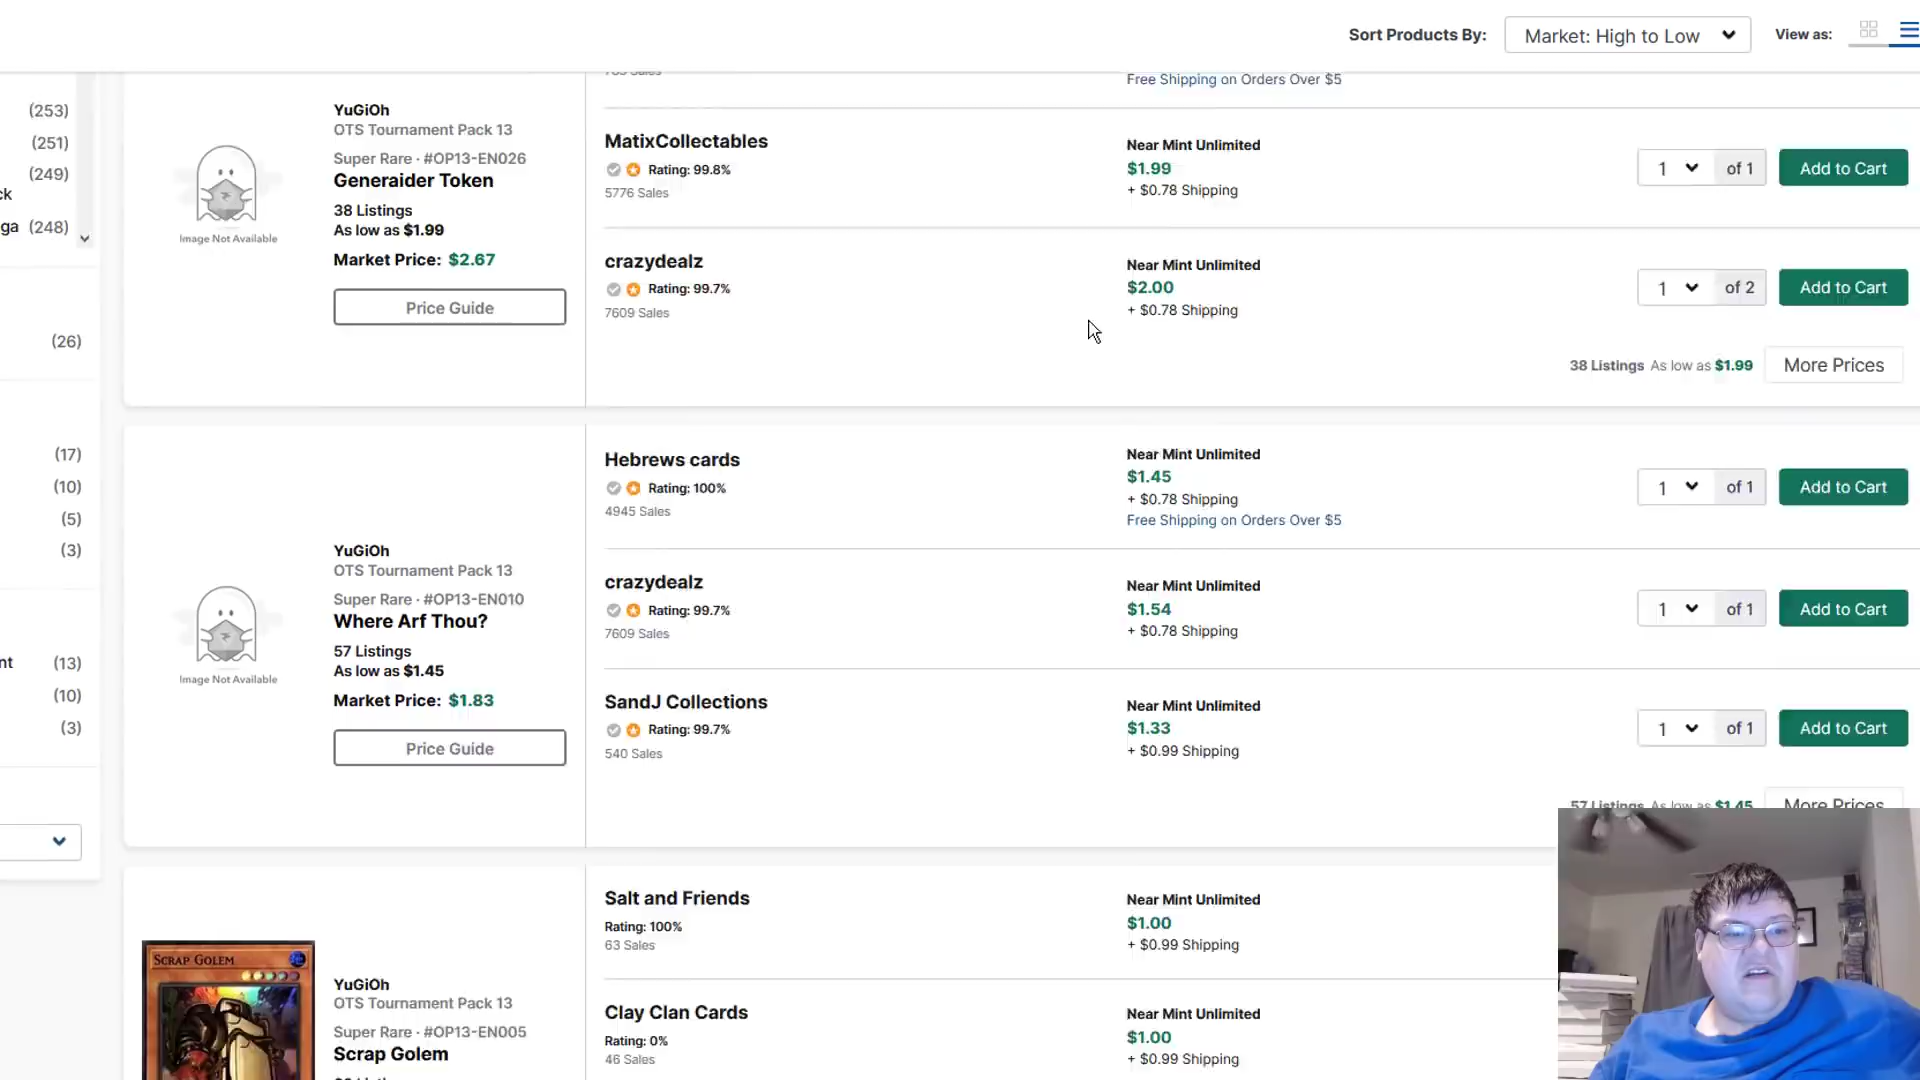 Sort Products By: Market: High to Low View as:
(253)
(251)
(249)
ck
ga (248)
(26)
(17)
(10)
(5)
(3)
nt (13)
(10)
(3)
YuGiOh
OTS Tournament Pack 13
Super Rare · #OP13-EN026
Generaider Token
38 Listings
As low as $1.99
Market Price: $2.67
Price Guide
Image Not Available
Free Shipping on Orders Over $5
MatixCollectables
Rating: 99.8%
5776 Sales
Near Mint Unlimited
$1.99
+ $0.78 Shipping
1 of 1 Add to Cart
crazydealz
Rating: 99.7%
7609 Sales
Near Mint Unlimited
$2.00
+ $0.78 Shipping
1 of 2 Add to Cart
38 Listings As low as $1.99 More Prices
YuGiOh
OTS Tournament Pack 13
Super Rare · #OP13-EN010
Where Arf Thou?
57 Listings
As low as $1.45
Market Price: $1.83
Price Guide
Image Not Available
Hebrews cards
Rating: 100%
4945 Sales
Near Mint Unlimited
$1.45
+ $0.78 Shipping
Free Shipping on Orders Over $5
1 of 1 Add to Cart
crazydealz
Rating: 99.7%
7609 Sales
Near Mint Unlimited
$1.54
+ $0.78 Shipping
1 of 1 Add to Cart
SandJ Collections
Rating: 99.7%
540 Sales
Near Mint Unlimited
$1.33
+ $0.99 Shipping
1 of 1 Add to Cart
57 Listings As low as $1.45 More Prices
SCRAP GOLEM
YuGiOh
OTS Tournament Pack 13
Super Rare · #OP13-EN005
Scrap Golem
Salt and Friends
Rating: 100%
63 Sales
Near Mint Unlimited
$1.00
+ $0.99 Shipping
Clay Clan Cards
Rating: 0%
46 Sales
Near Mint Unlimited
$1.00
+ $0.99 Shipping